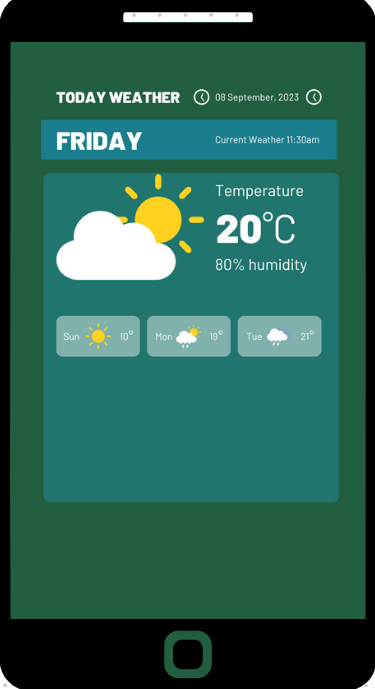 TODAY WEATHER 08 September, 2023
FRIDAY Current Weather 11:30am
Temperature
20°C
80% humidity
Sun 10° Mon 19° Tue 21°